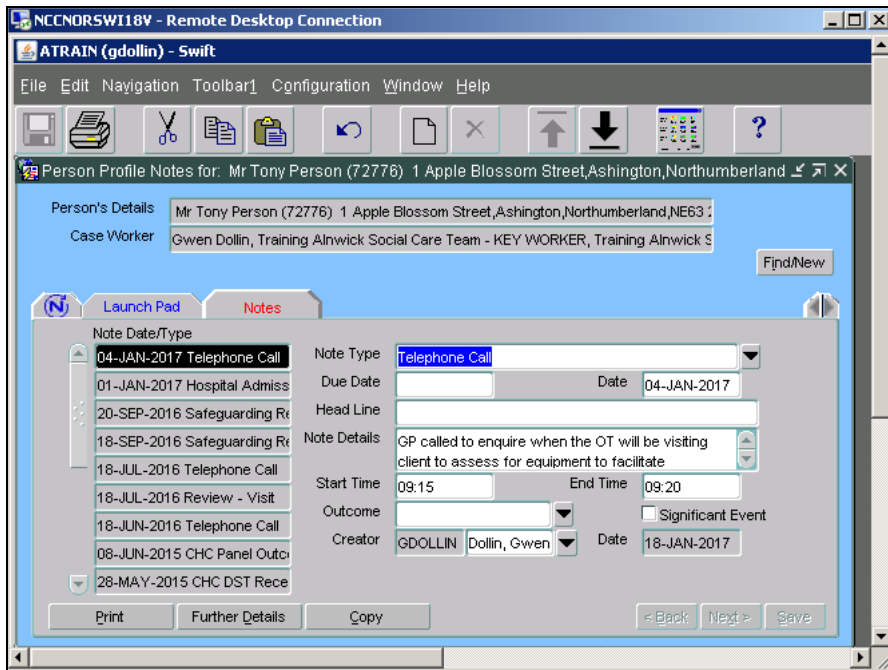 NCCNORSWI18V - Remote Desktop Connection
ATRAIN (gdollin) - Swift
File Edit Navigation Toolbar1 Configuration Window Help
?
Person Profile Notes for: Mr Tony Person (72776) 1 Apple Blossom Street,Ashington,Northumberland
Person's Details Mr Tony Person (72776) 1 Apple Blossom Street,Ashington,Northumberland,NE63
Case Worker Gwen Dollin, Training Alnwick Social Care Team - KEY WORKER, Training Alnwick S
Find/New
N Launch Pad Notes
Note Date/Type
04-JAN-2017 Telephone Call Note Type Telephone Call
01-JAN-2017 Hospital Admiss Due Date Date 04-JAN-2017
20-SEP-2016 Safeguarding Re Head Line
18-SEP-2016 Safeguarding Re Note Details GP called to enquire when the OT will be visiting
client to assess for equipment to facilitate
18-JUL-2016 Telephone Call
18-JUL-2016 Review - Visit Start Time 09:15 End Time 09:20
18-JUN-2016 Telephone Call Outcome Significant Event
08-JUN-2015 CHC Panel Outc Creator GDOLLIN Dollin, Gwen Date 18-JAN-2017
28-MAY-2015 CHC DST Rece
Print Further Details Copy < Back Next > Save